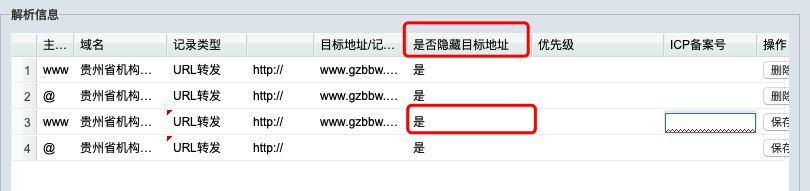 解析信息
主... 域名 记录类型 目标地址/记... 是否隐藏目标地址 优先级 ICP备案号 操作
1 www 贵州省机构... URL转发 http:// www.gzbbw.... 是 删除
2 @ 贵州省机构... URL转发 http:// www.gzbbw.... 是 删除
3 www 贵州省机构... URL转发 http:// www.gzbbw.... 是 保存
4 @ 贵州省机构... URL转发 http:// 是 保存